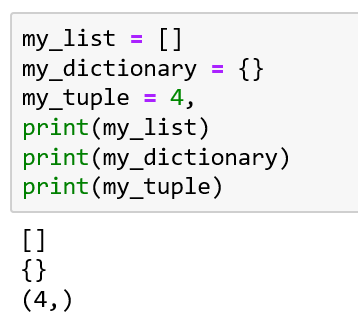 my_list = []
my_dictionary = {}
my_tuple = 4,
print(my_list)
print(my_dictionary)
print(my_tuple)
[]
{}
(4,)